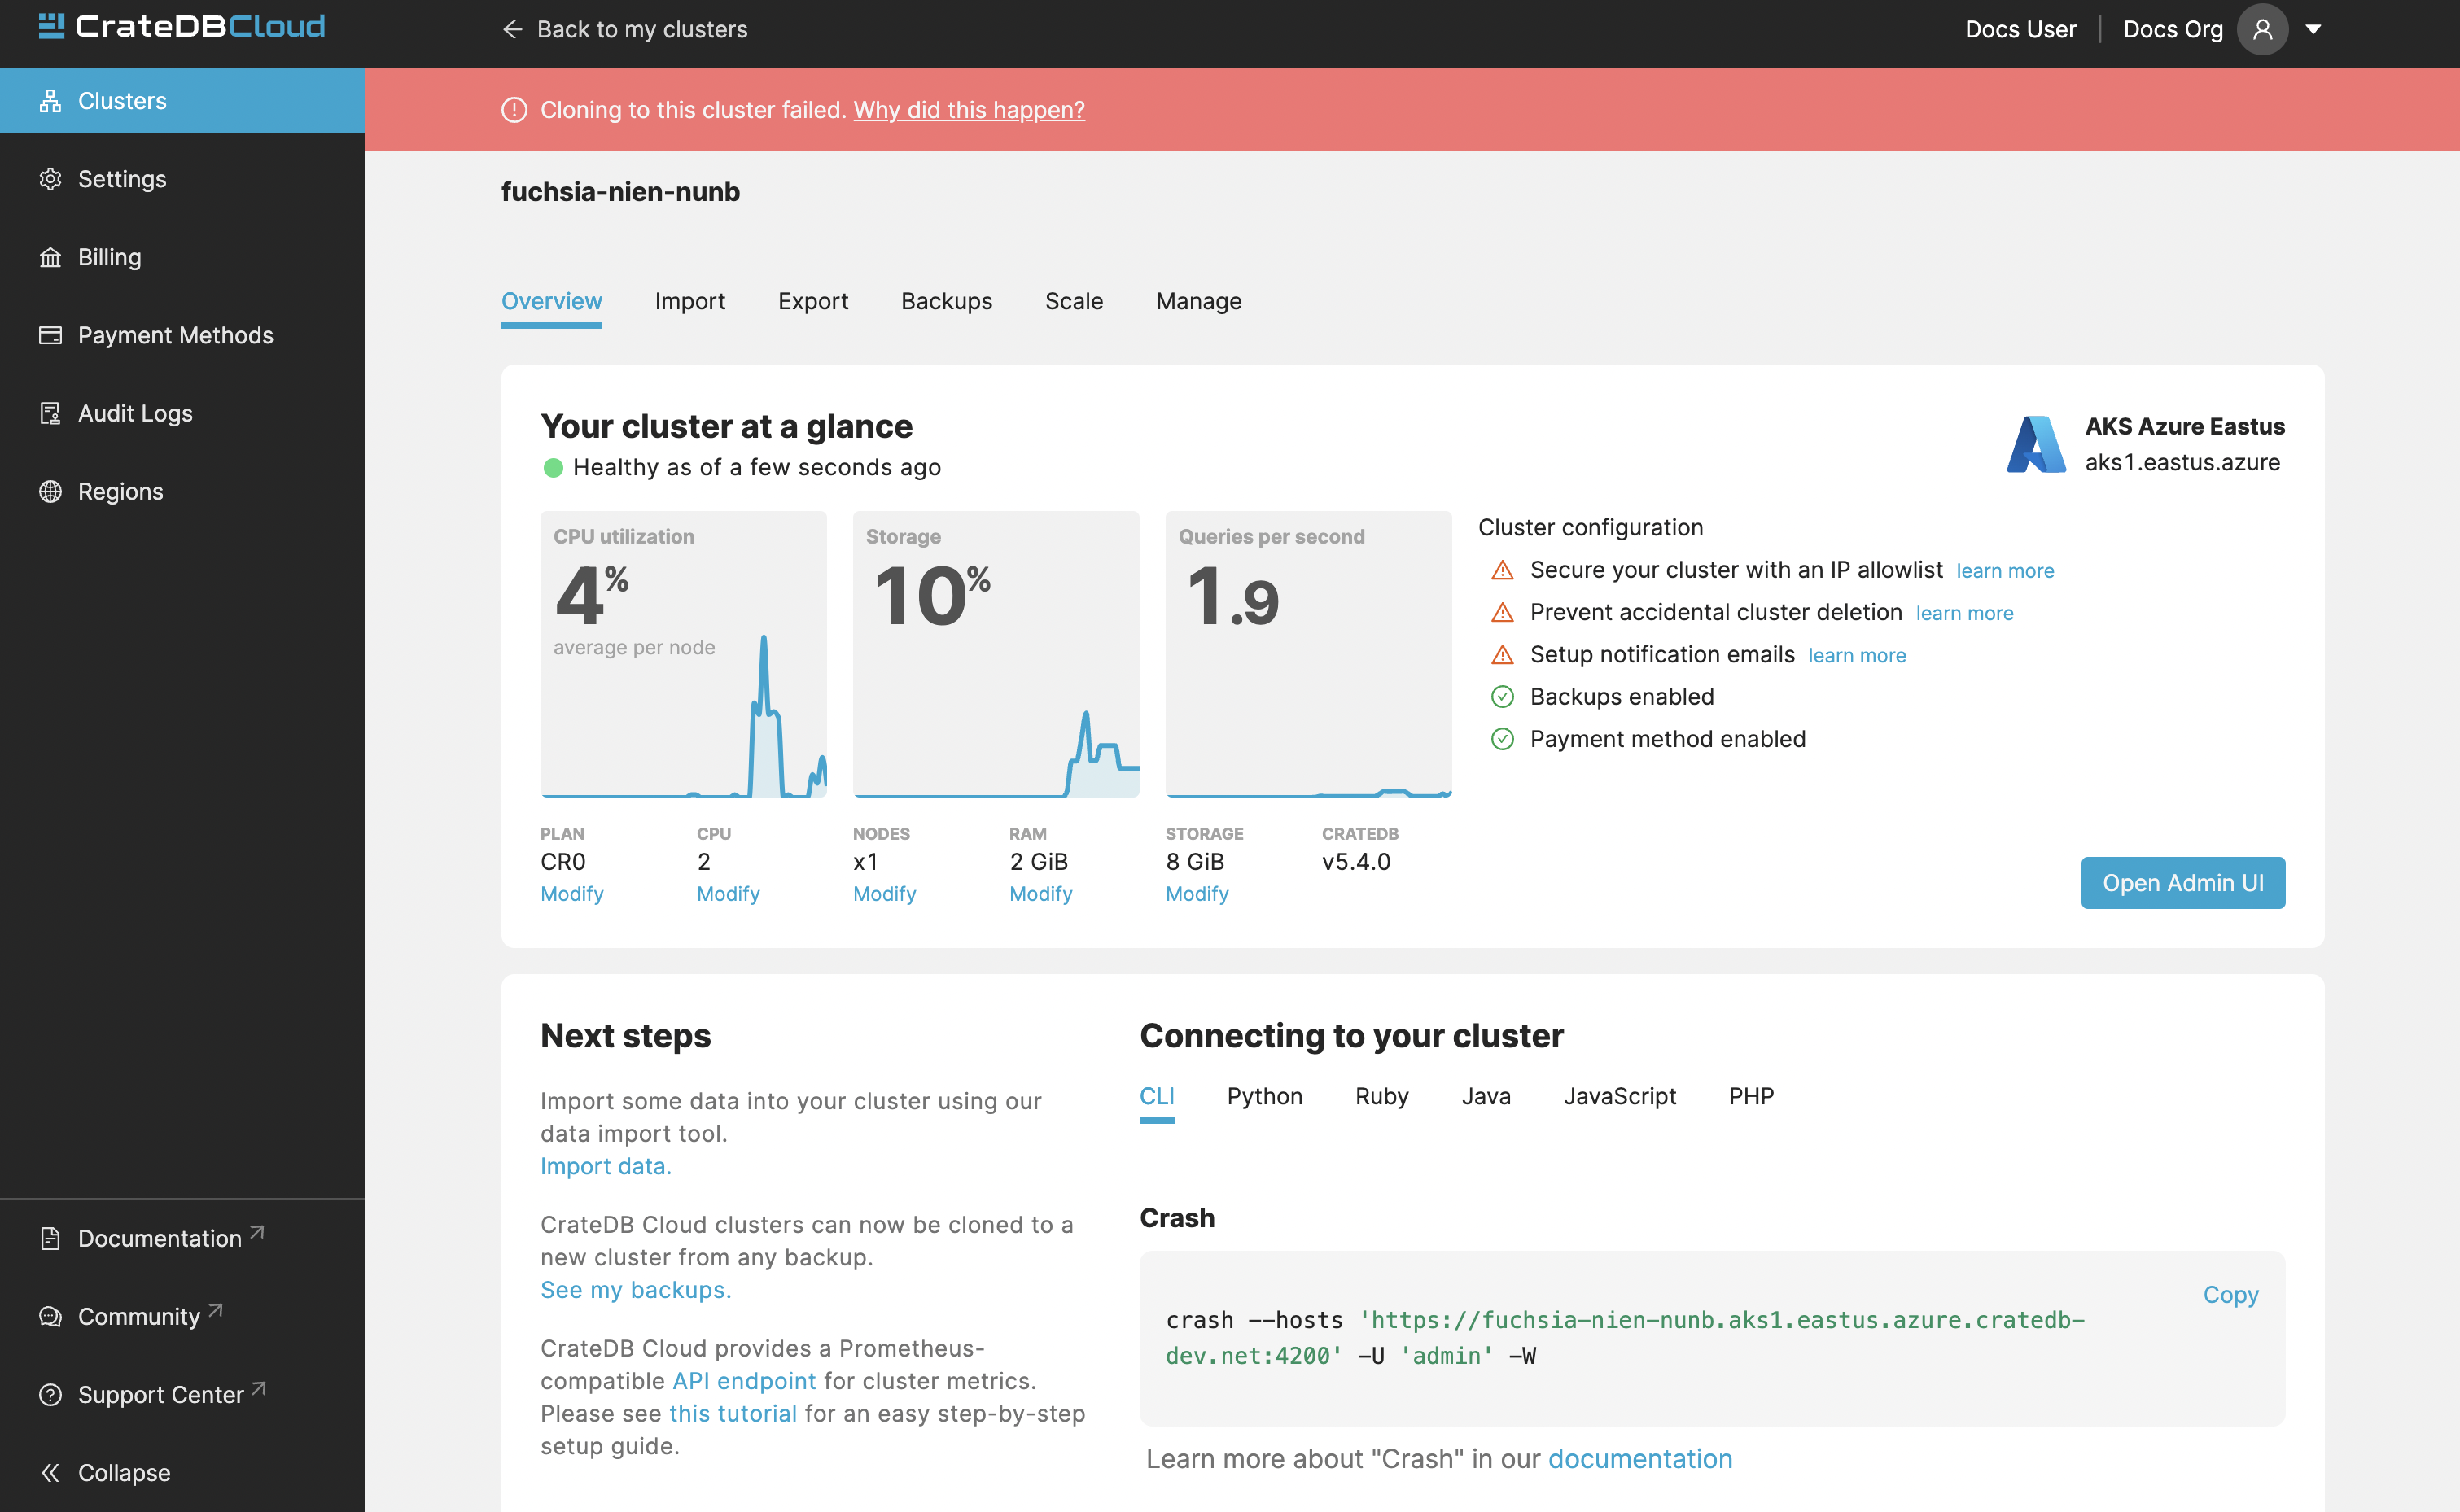 CrateDBCloud
Back to my clusters
Docs User
Docs Org
Clusters
Settings
Billing
Payment Methods
Audit Logs
Regions
Documentation
Community
Support Center
Collapse
Cloning to this cluster failed. Why did this happen?
fuchsia-nien-nunb
Overview
Import
Export
Backups
Scale
Manage
Your cluster at a glance
Healthy as of a few seconds ago
AKS Azure Eastus
aks1.eastus.azure
CPU utilization
4%
average per node
Storage
10%
Queries per second
1.9
Cluster configuration
Secure your cluster with an IP allowlist learn more
Prevent accidental cluster deletion learn more
Setup notification emails learn more
Backups enabled
Payment method enabled
PLAN
CR0
Modify
CPU
2
Modify
NODES
x1
Modify
RAM
2 GiB
Modify
STORAGE
8 GiB
Modify
CRATEDB
v5.4.0
Open Admin UI
Next steps
Import some data into your cluster using our
data import tool.
Import data.
CrateDB Cloud clusters can now be cloned to a
new cluster from any backup.
See my backups.
CrateDB Cloud provides a Prometheus-
compatible API endpoint for cluster metrics.
Please see this tutorial for an easy step-by-step
setup guide.
Connecting to your cluster
CLI
Python
Ruby
Java
JavaScript
PHP
Crash
Copy
crash --hosts 'https://fuchsia-nien-nunb.aks1.eastus.azure.cratedb-
dev.net:4200' -U 'admin' -W
Learn more about "Crash" in our documentation